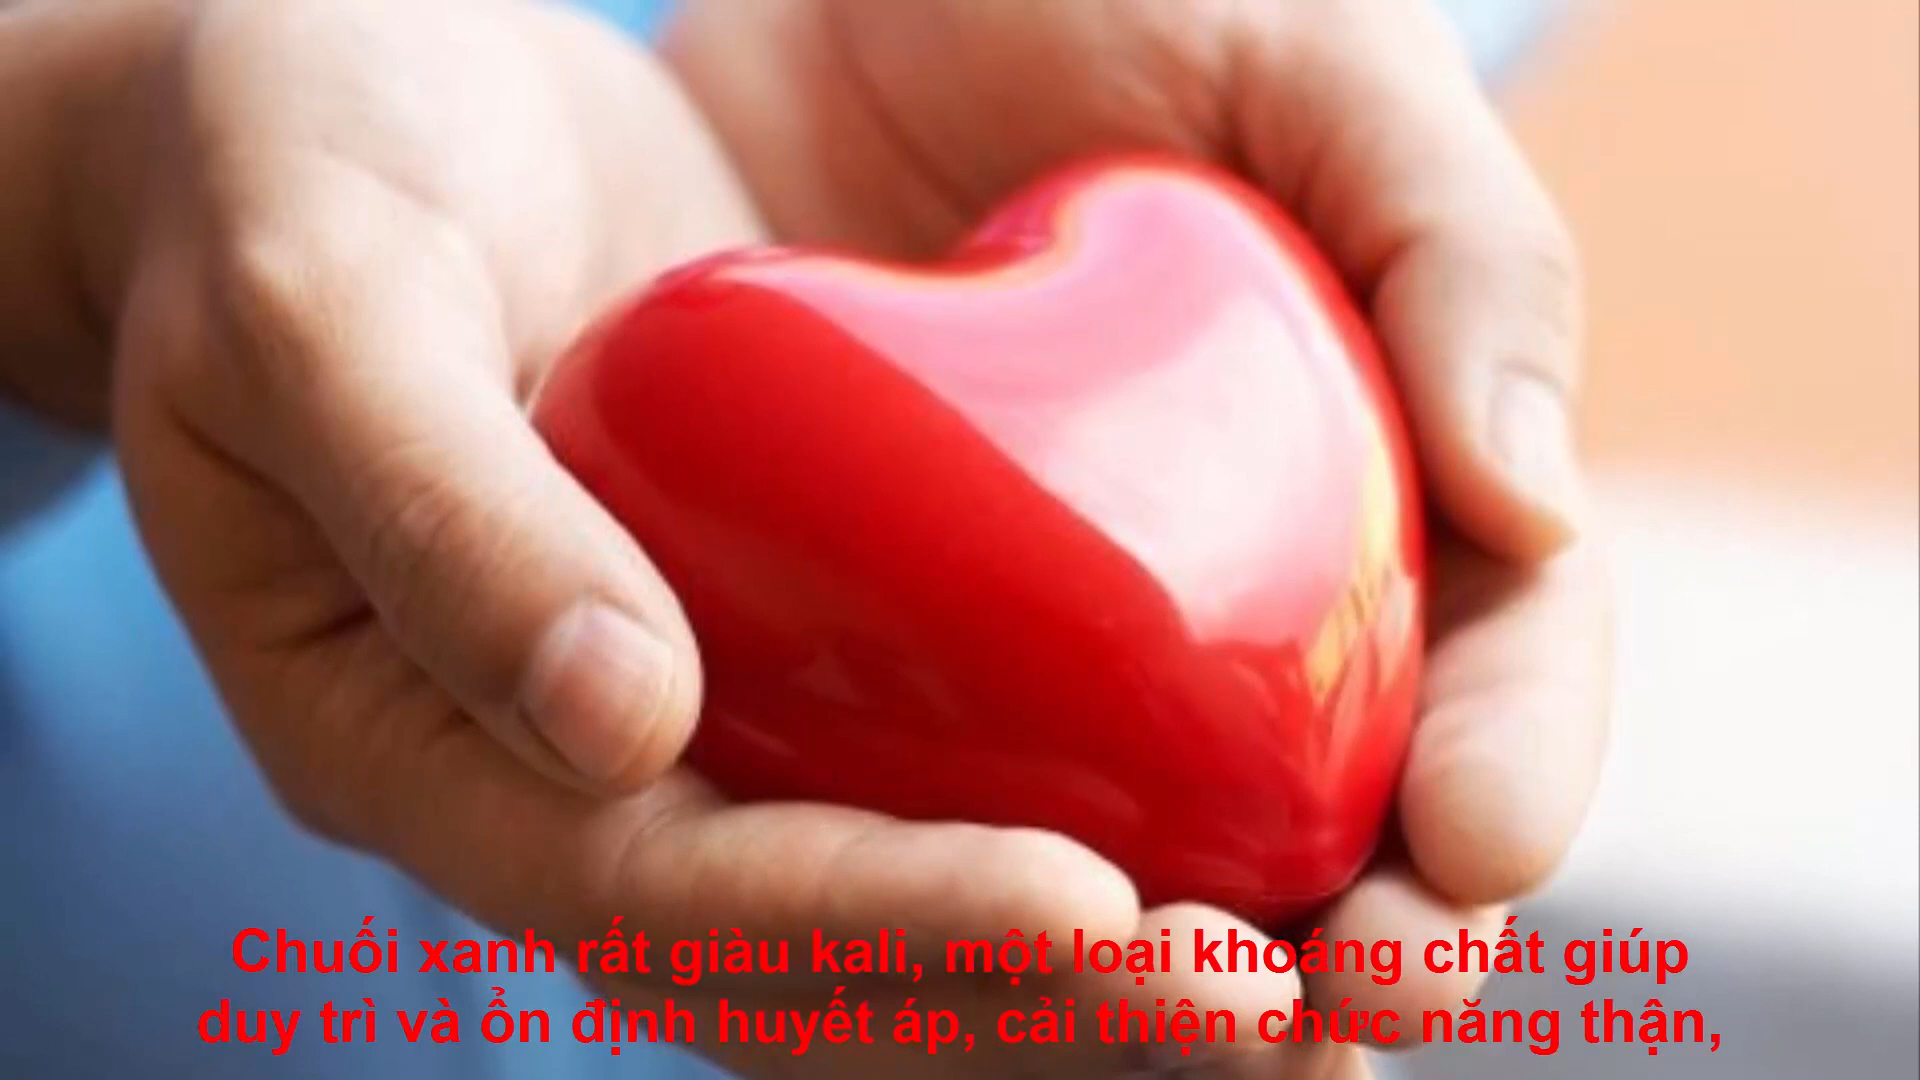 Chuối xanh rất giàu kali, một loại khoáng chất giúp
duy trì và ổn định huyết áp, cải thiện chức năng thận,